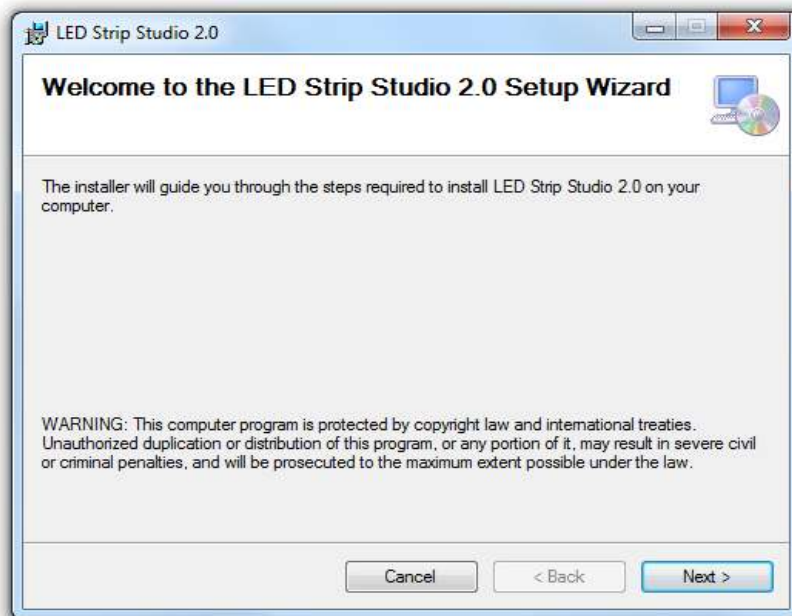 LED Strip Studio 2.0
Welcome to the LED Strip Studio 2.0 Setup Wizard
The installer will guide you through the steps required to install LED Strip Studio 2.0 on your
computer.
WARNING: This computer program is protected by copyright law and international treaties.
Unauthorized duplication or distribution of this program, or any portion of it, may result in severe civil
or criminal penalties, and will be prosecuted to the maximum extent possible under the law.
Cancel < Back Next >